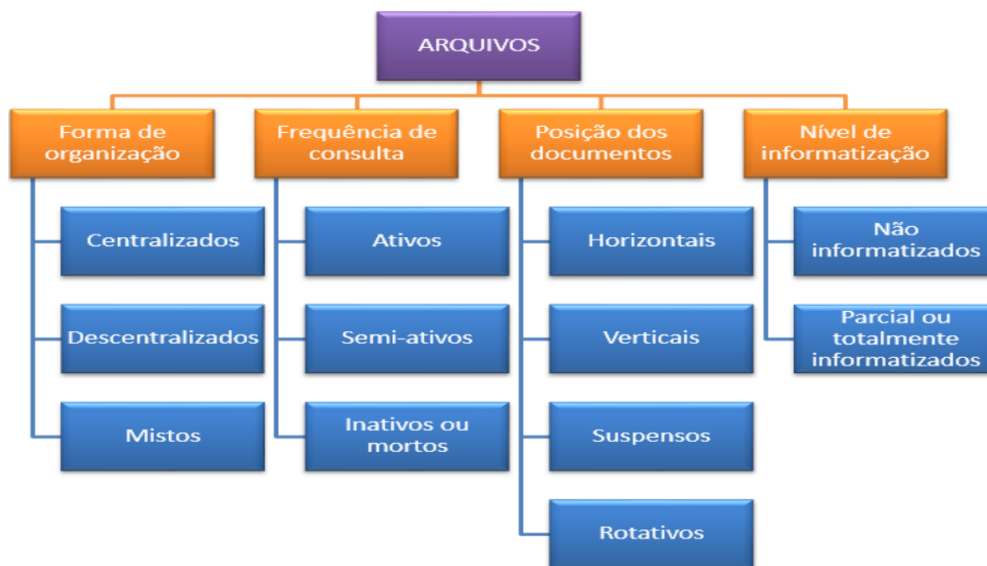 ARQUIVOS
Forma de
organização
Frequência de
consulta
Posição dos
documentos
Nível de
informatização
Centralizados
Descentralizados
Mistos
Ativos
Semi-ativos
Inativos ou
mortos
Horizontais
Verticais
Suspensos
Rotativos
Não
informatizados
Parcial ou
totalmente
informatizados